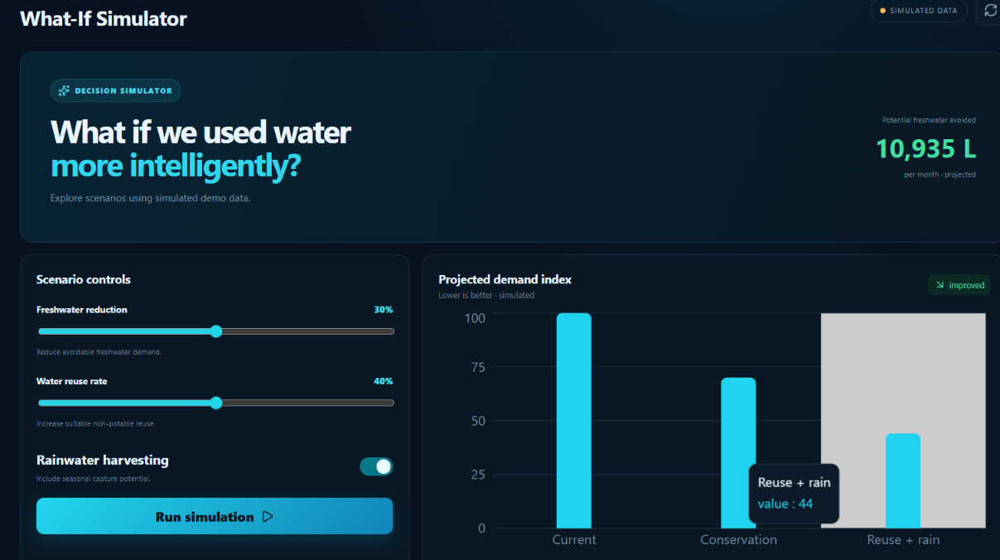 What-If Simulator
SIMULATED DATA
DECISION SIMULATOR
What if we used water
more intelligently?
Explore scenarios using simulated demo data.
Potential freshwater avoided
10,935 L
per month · projected
Scenario controls
Freshwater reduction
30%
Reduce avoidable freshwater demand.
Water reuse rate
40%
Increase suitable non-potable reuse.
Rainwater harvesting
Include seasonal capture potential.
Run simulation
Projected demand index
Lower is better · simulated
improved
100
75
50
25
0
Reuse + rain
value : 44
Current
Conservation
Reuse + rain